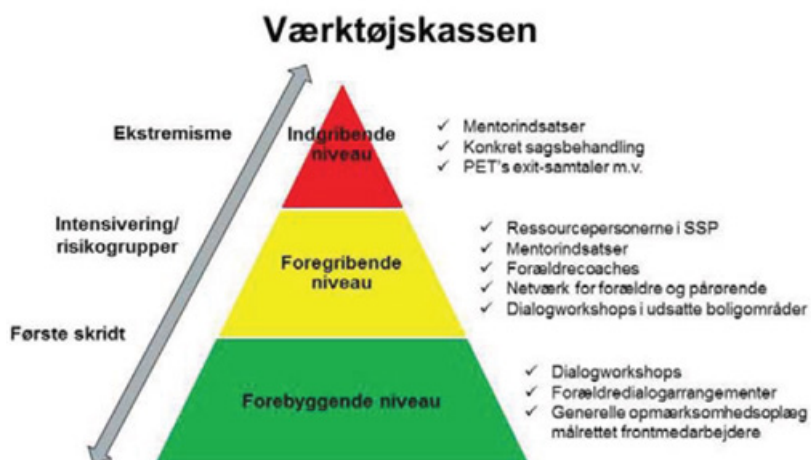 Værktøjskassen
Ekstremisme
Intensivering/
risikogrupper
Første skridt
Indgribende
niveau
✓ Mentorindsatser
✓ Konkret sagsbehandling
✓ PET's exit-samtaler m.v.
Foregribende
niveau
✓ Ressourcepersonerne i SSP
✓ Mentorindsatser
✓ Forældrecoaches
✓ Netværk for forældre og pårørende
✓ Dialogworkshops i udsatte boligområder
Forebyggende niveau
✓ Dialogworkshops
✓ Forældredialogarrangementer
✓ Generelle opmærksomhedsoplæg
målrettet frontmedarbejdere